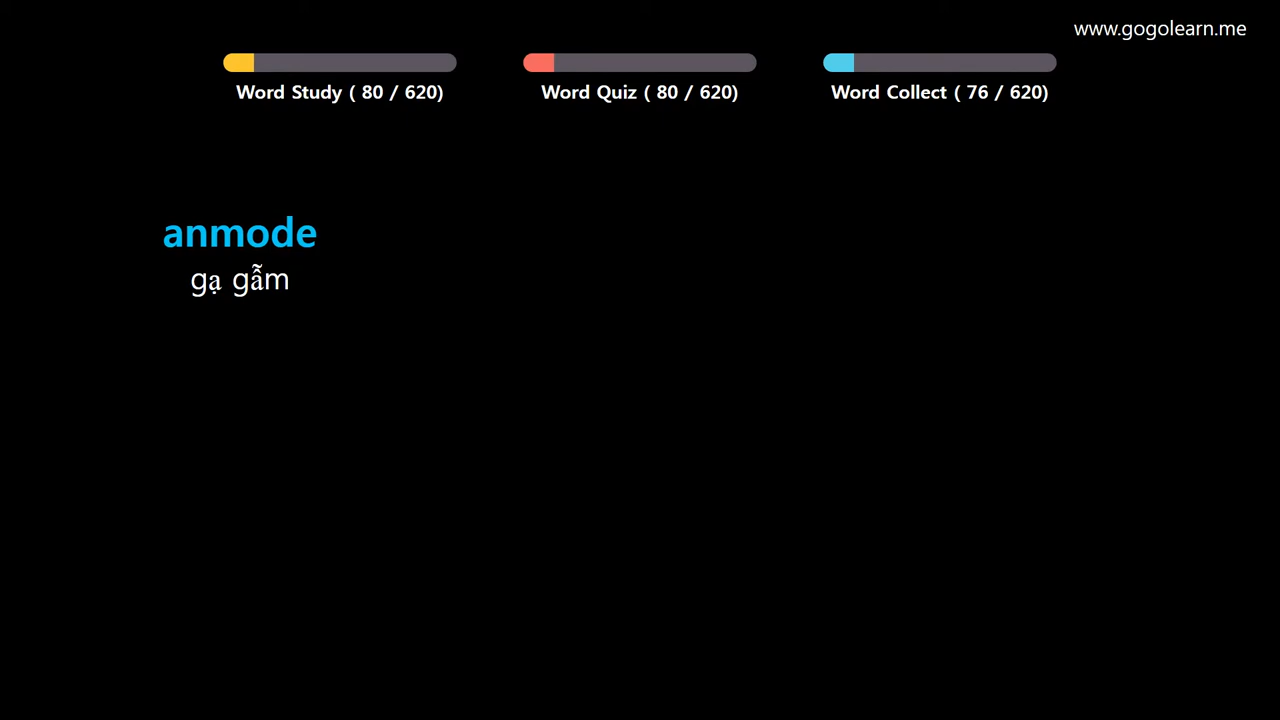 www.gogolearn.me
Word Study ( 80 / 620)
Word Quiz ( 80 / 620)
Word Collect ( 76 / 620)
anmode
gạ gẫm